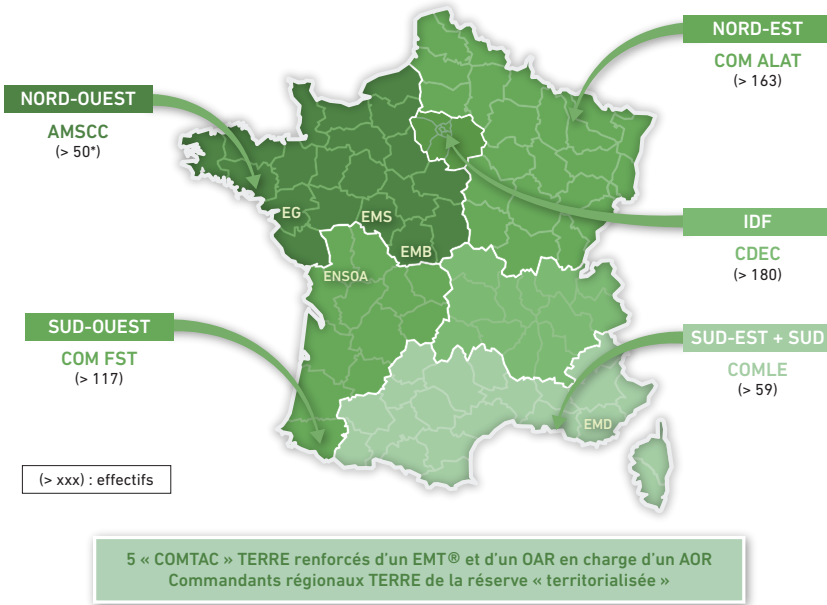 NORD-EST
COM ALAT
(> 163)
NORD-OUEST
AMSCC
(> 50*)
EG
EMS
EMB
ENSOA
IDF
CDEC
(> 180)
SUD-OUEST
COM FST
(> 117)
SUD-EST + SUD
COMLE
(> 59)
EMD
(> xxx) : effectifs
5 « COMTAC » TERRE renforcés d'un EMT® et d'un OAR en charge d'un AOR
Commandants régionaux TERRE de la réserve « territorialisée »